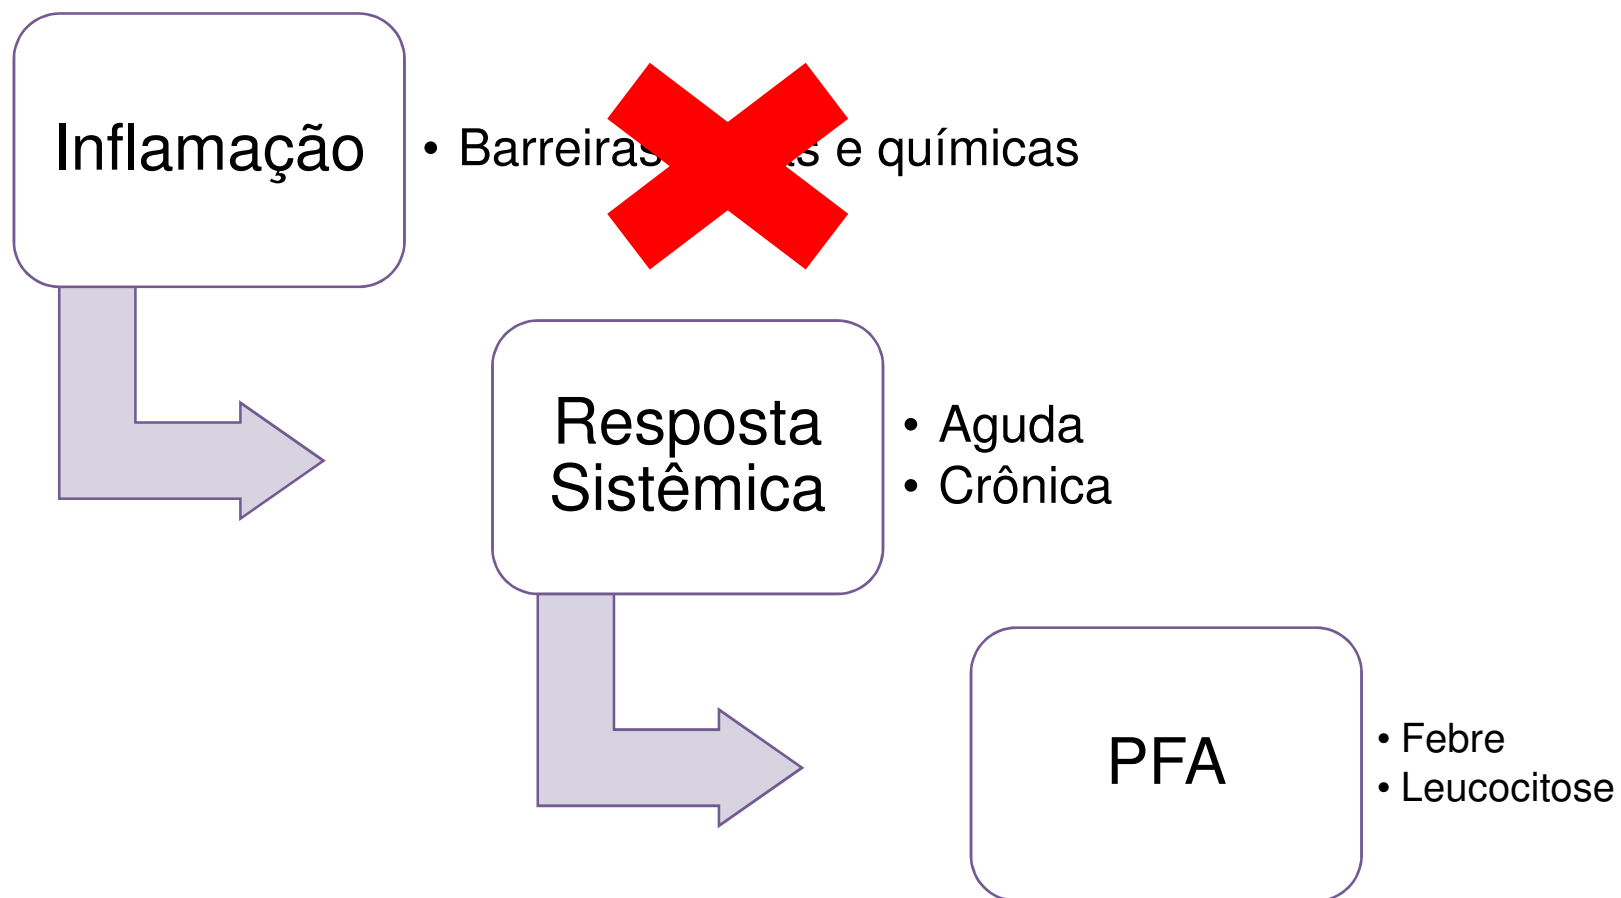 Inflamação
• Barreiras e químicas
Resposta
Sistêmica
• Aguda
• Crônica
PFA
• Febre
• Leucocitose